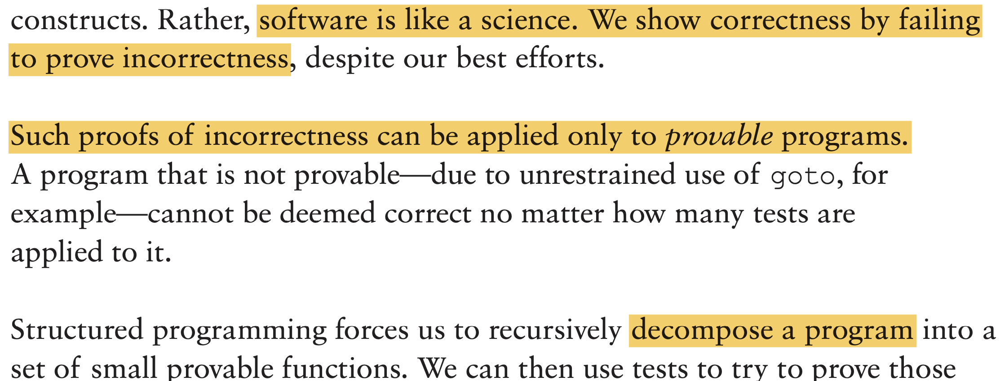 constructs. Rather, software is like a science. We show correctness by failing
to prove incorrectness, despite our best efforts.
Such proofs of incorrectness can be applied only to provable programs.
A program that is not provable—due to unrestrained use of goto, for
example—cannot be deemed correct no matter how many tests are
applied to it.
Structured programming forces us to recursively decompose a program into a
set of small provable functions. We can then use tests to try to prove those